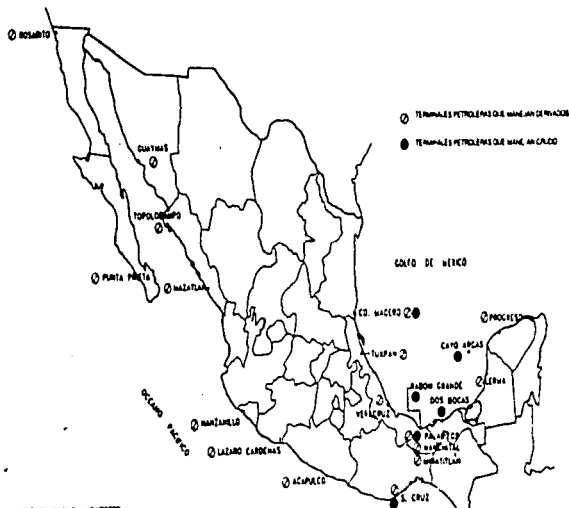 ROSARITO
TERMINALES PETROLERAS QUE MANEJAN DERIVADOS
TERMINALES PETROLERAS QUE MANEJAN CRUDO
GUAYMAS
TOPOLOBAMPO
GOLFO DE MEXICO
PUNTA PRIETA
MAZATLAN
CD. MADERO
PROGRESO
TUXPAN
CAYO ARCAS
LERMA
RABON GRANDE
DOS BOCAS
VERACRUZ
OCEANO PACIFICO
MANZANILLO
PAJARITOS
NANCHITAL
MINATITLAN
LAZARO CARDENAS
ACAPULCO
S. CRUZ